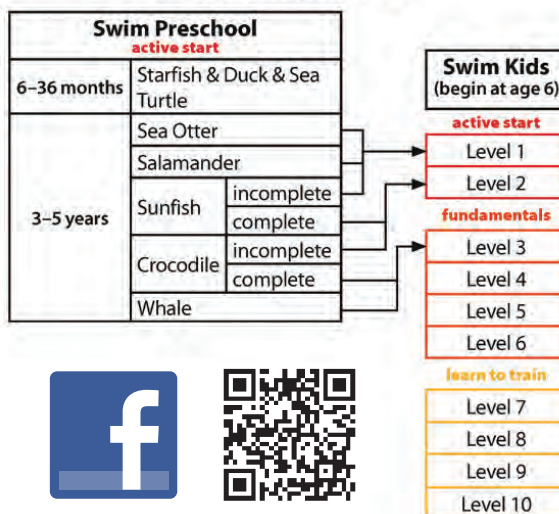 Swim Preschool
active start
6–36 months
Starfish & Duck & Sea
Turtle
3–5 years
Sea Otter
Salamander
Sunfish
incomplete
complete
Crocodile
incomplete
complete
Whale
Swim Kids
(begin at age 6)
active start
Level 1
Level 2
fundamentals
Level 3
Level 4
Level 5
Level 6
learn to train
Level 7
Level 8
Level 9
Level 10
f